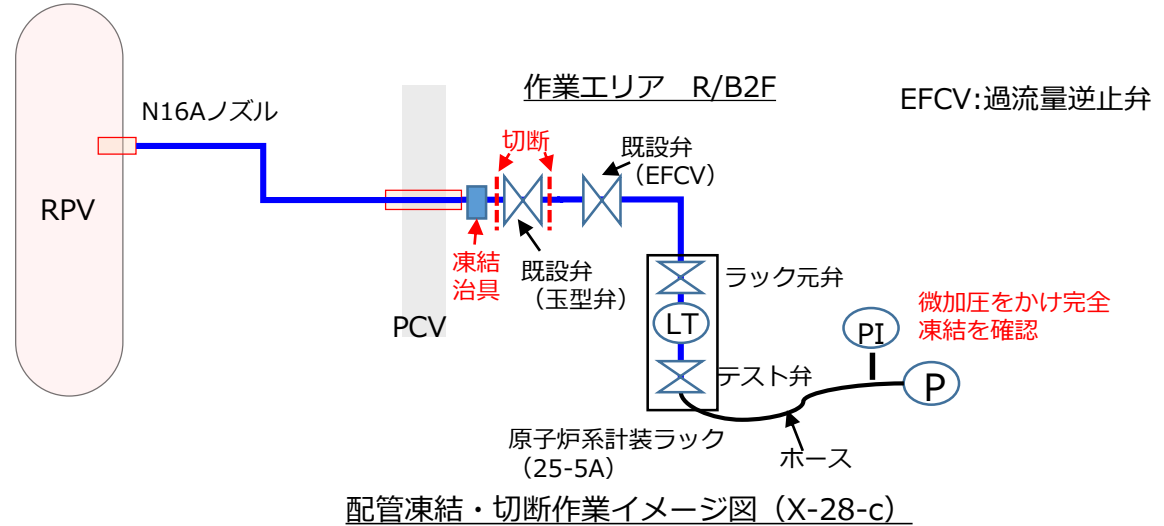 作業エリア　R/B2F
EFCV:過流量逆止弁
N16Aノズル
切断
既設弁
（EFCV）
RPV
凍結
治具
既設弁
（玉型弁）
PCV
ラック元弁
LT
テスト弁
微加圧をかけ完全
凍結を確認
PI
P
原子炉系計装ラック
（25-5A）
ホース
配管凍結・切断作業イメージ図（X-28-c）